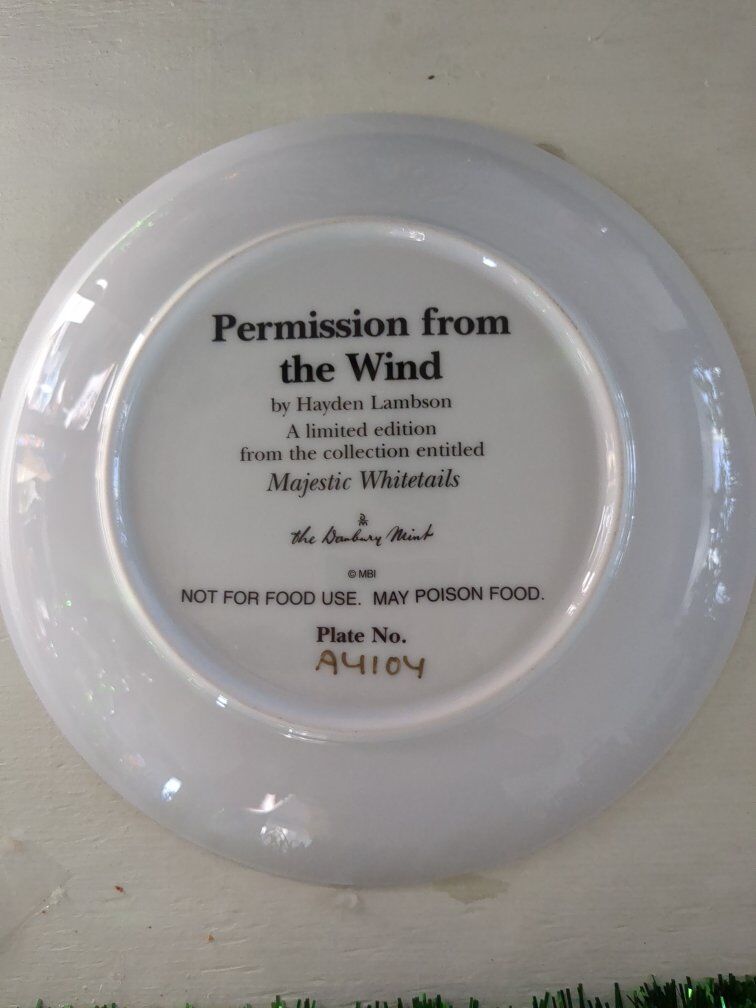 Permission from
the Wind
by Hayden Lambson
A limited edition
from the collection entitled
Majestic Whitetails
DM
the Danbury Mint
© MBI
NOT FOR FOOD USE. MAY POISON FOOD.
Plate No.
A4104